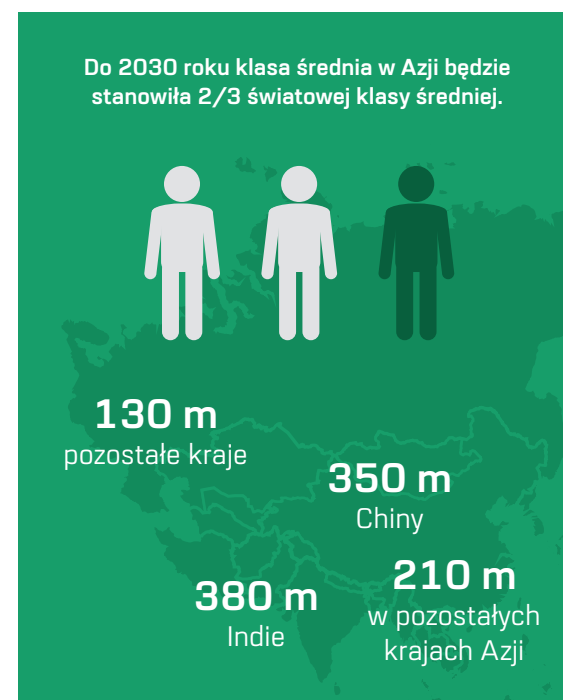 Do 2030 roku klasa średnia w Azji będzie
stanowiła 2/3 światowej klasy średniej.
130 m
pozostałe kraje
350 m
Chiny
380 m
Indie
210 m
w pozostałych
krajach Azji